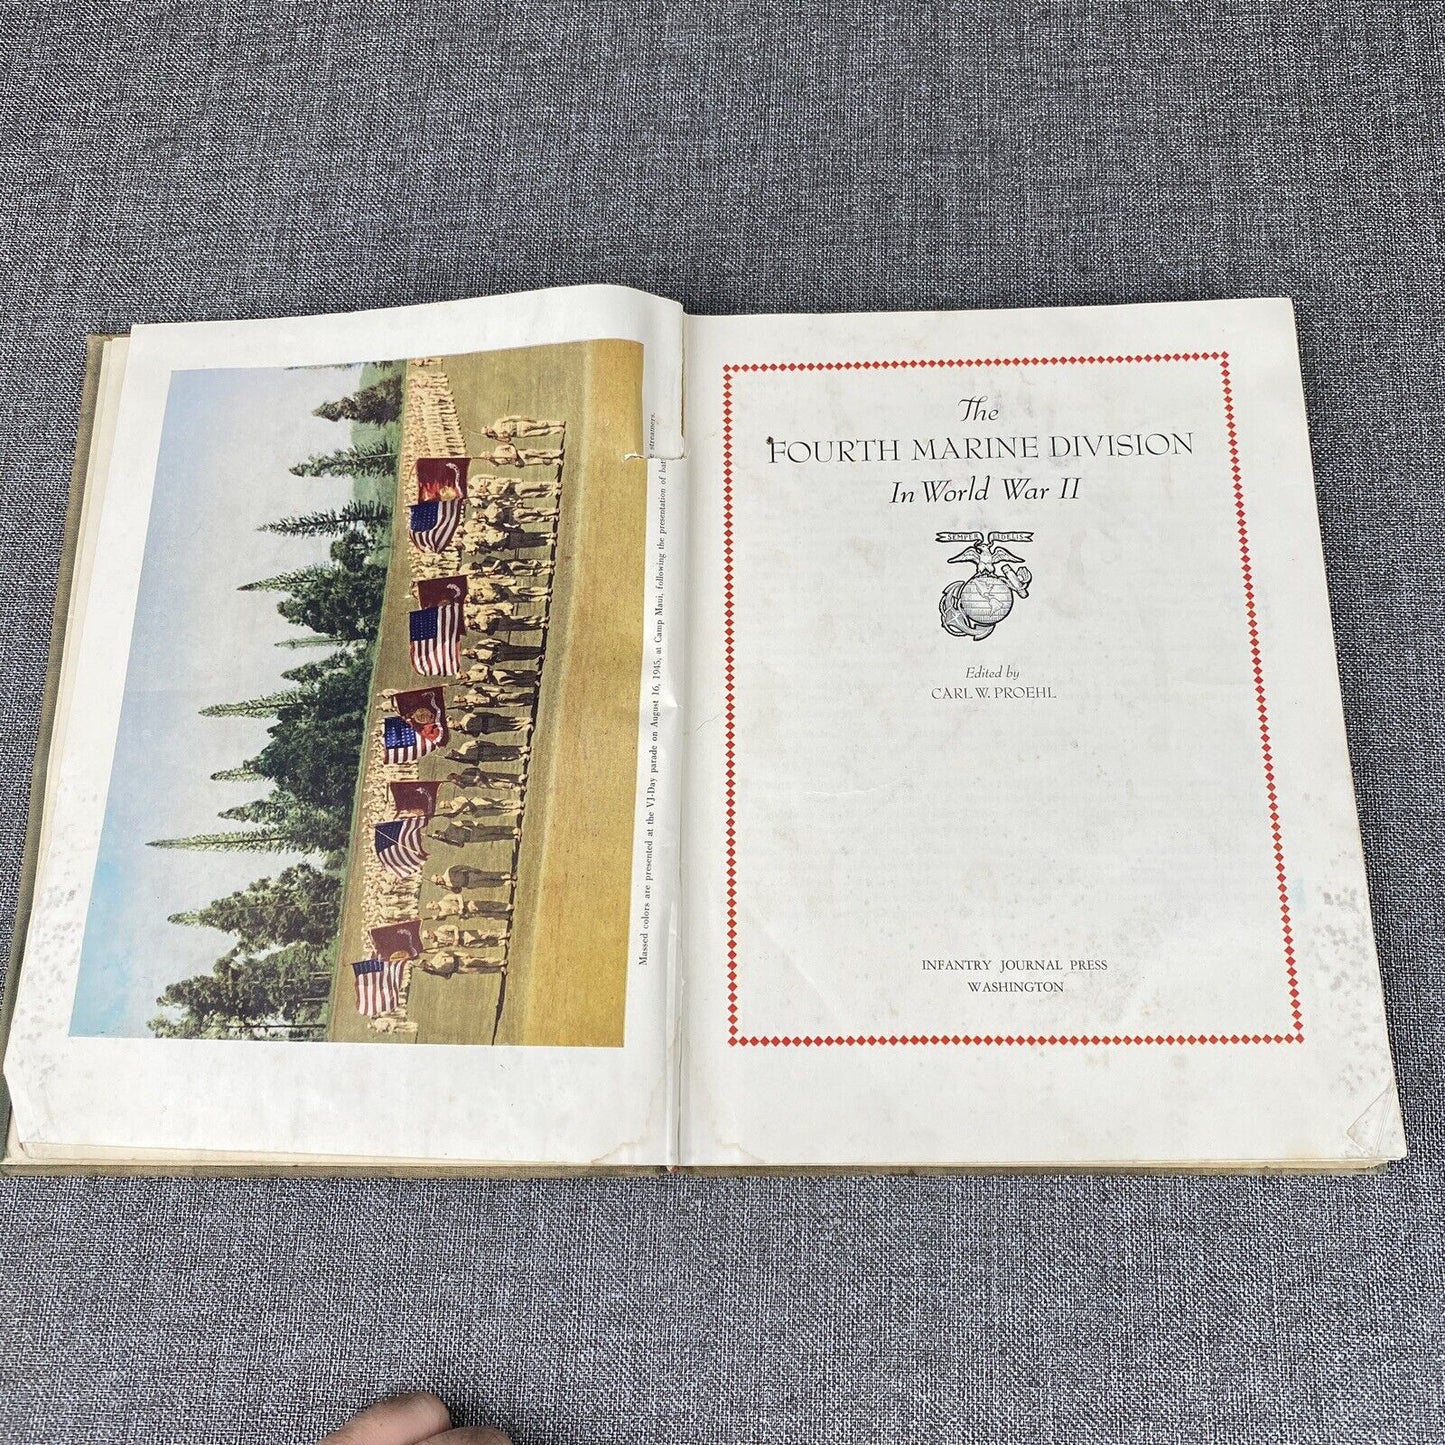 Massed colors are presented at the VJ-Day parade on August 16, 1945, at Camp Maui, following the presentation of streamers.
The
FOURTH MARINE DIVISION
In World War II
SEMPER FIDELIS
Edited by
CARL W. PROEHL
INFANTRY JOURNAL PRESS
WASHINGTON